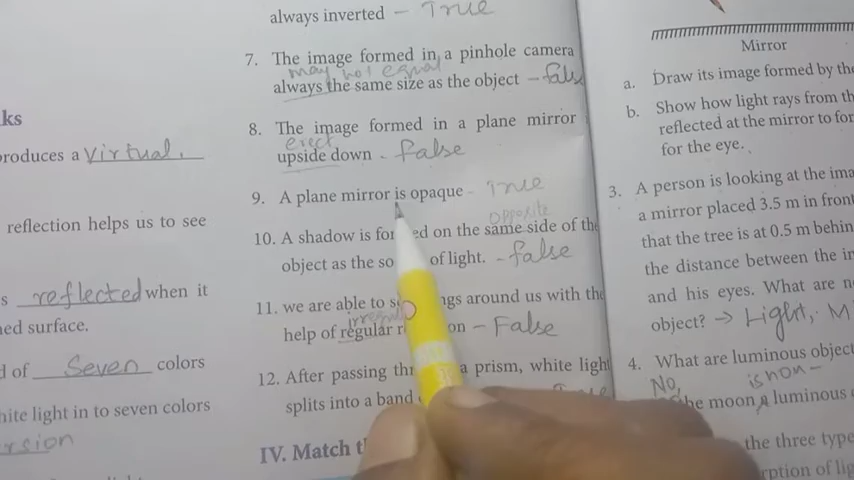 always inverted - True
7. The image formed in a pinhole camera
may not equal
always the same size as the object - fals
8. The image formed in a plane mirror
erect
upside down - false
9. A plane mirror is opaque - True
opposite
10. A shadow is fo ed on the same side of the
object as the so of light. - false
11. we are able to s ngs around us with the
irregular
help of regular r on - False
12. After passing th a prism, white light
splits into a band True
IV. Match t
ks
roduces a virtual.
reflection helps us to see
s reflected when it
ed surface.
d of Seven colors
hite light in to seven colors
rsion
Mirror
a. Draw its image formed by the
b. Show how light rays from th
reflected at the mirror to for
for the eye.
3. A person is looking at the ima
a mirror placed 3.5 m in front
that the tree is at 0.5 m behin
the distance between the in
and his eyes. What are n
object? → Light, M
4. What are luminous object
No, is non -
he moon a luminous
the three type
rption of lig